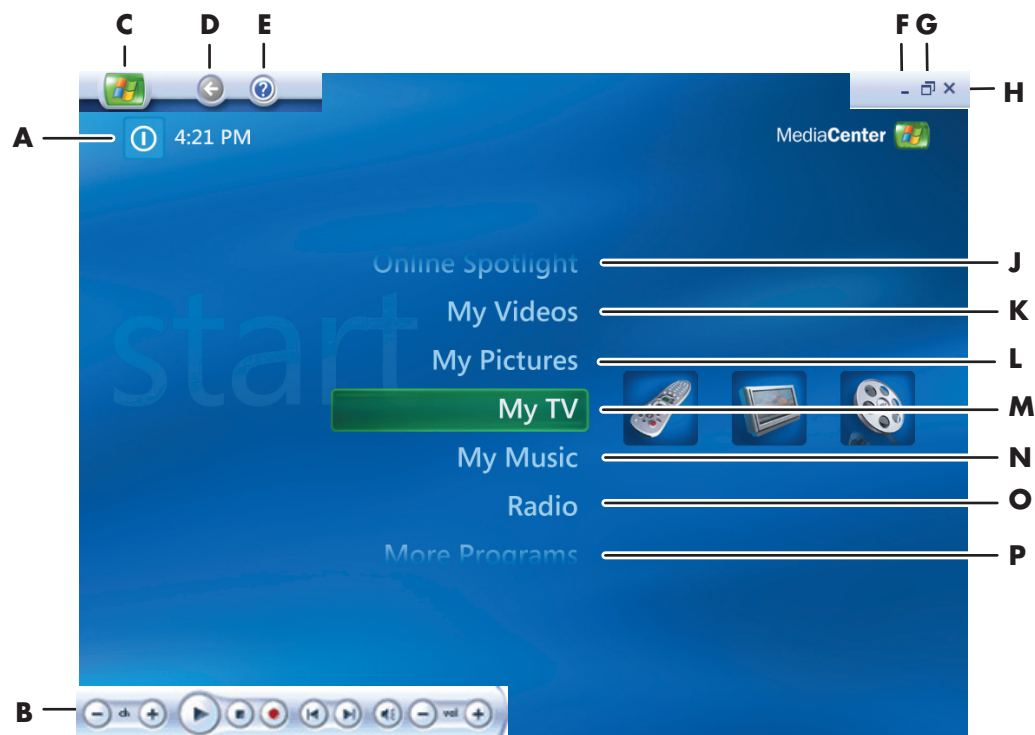 C D E F G
H
A
4:21 PM
MediaCenter
start
Online Spotlight J
My Videos K
My Pictures L
My TV M
My Music N
Radio O
More Programs P
B
ch
vol